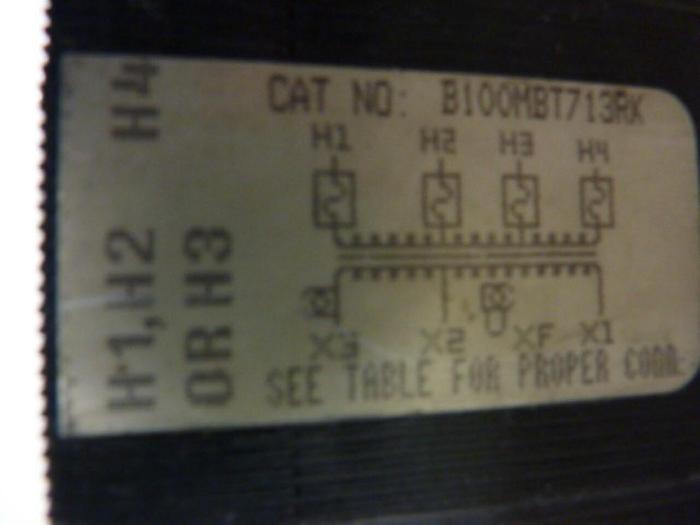 CAT NO: B100MBT713RK
H1 H2 H3 H4
X3 X2 XF X1
SEE TABLE FOR PROPER CONN.
H1,H2 H4
OR H3